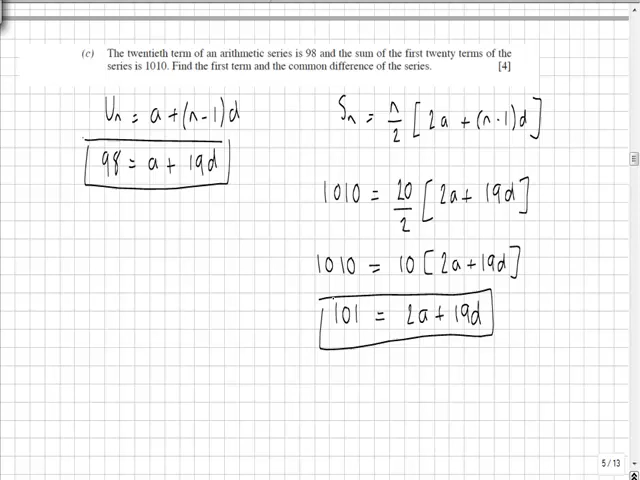 (c) The twentieth term of an arithmetic series is 98 and the sum of the first twenty terms of the
series is 1010. Find the first term and the common difference of the series. [4]
Un = a + (n - 1)d
98 = a + 19d
Sn = n/2 [2a + (n - 1)d]
1010 = 20/2 [2a + 19d]
1010 = 10 [2a + 19d]
101 = 2a + 19d
5 / 13